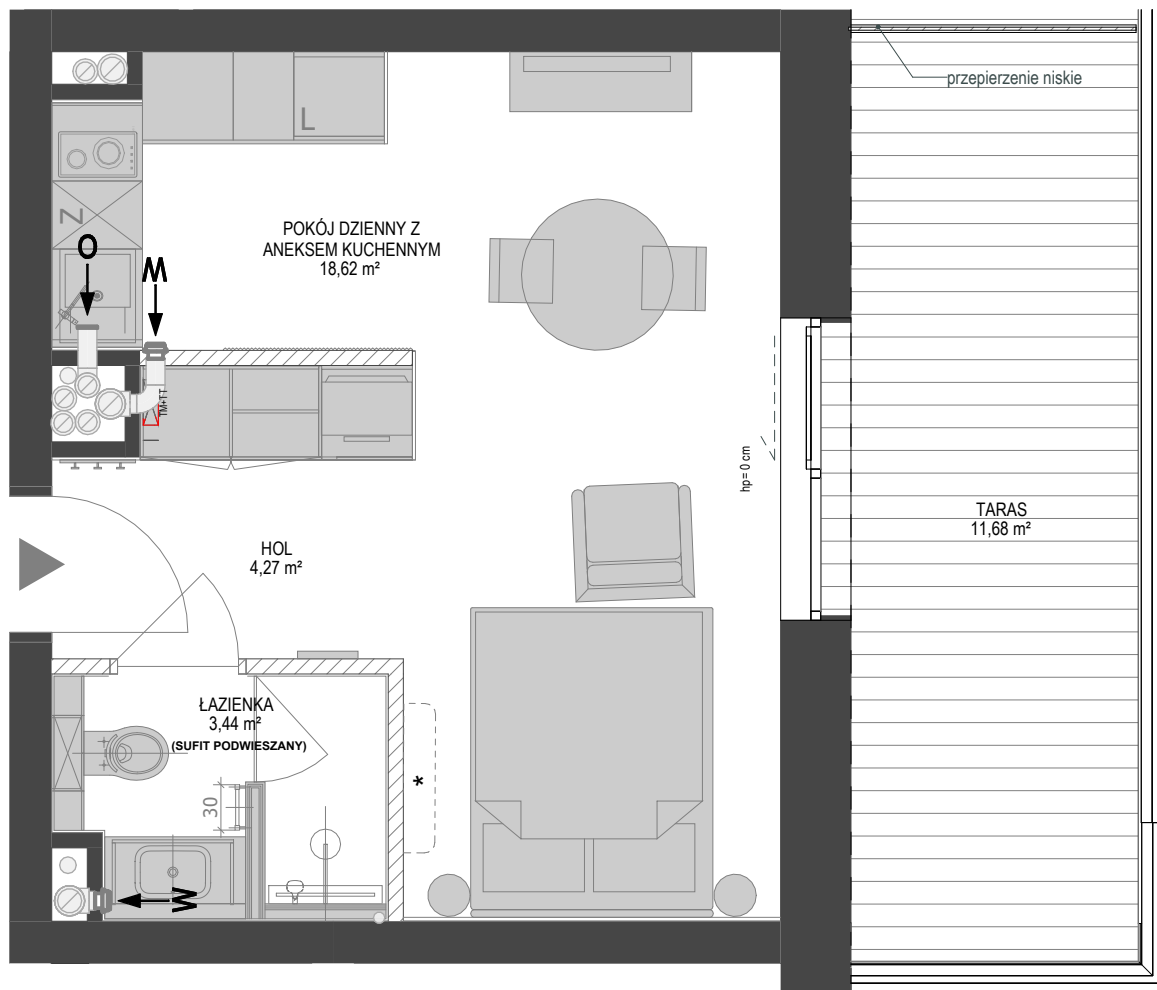 przepierzenie niskie
L
Z
O
M
POKÓJ DZIENNY Z
ANEKSEM KUCHENNYM
18,62 m²
TM+TT
hp= 0 cm
TARAS
11,68 m²
HOL
4,27 m²
ŁAZIENKA
3,44 m²
(SUFIT PODWIESZANY)
30
*
W